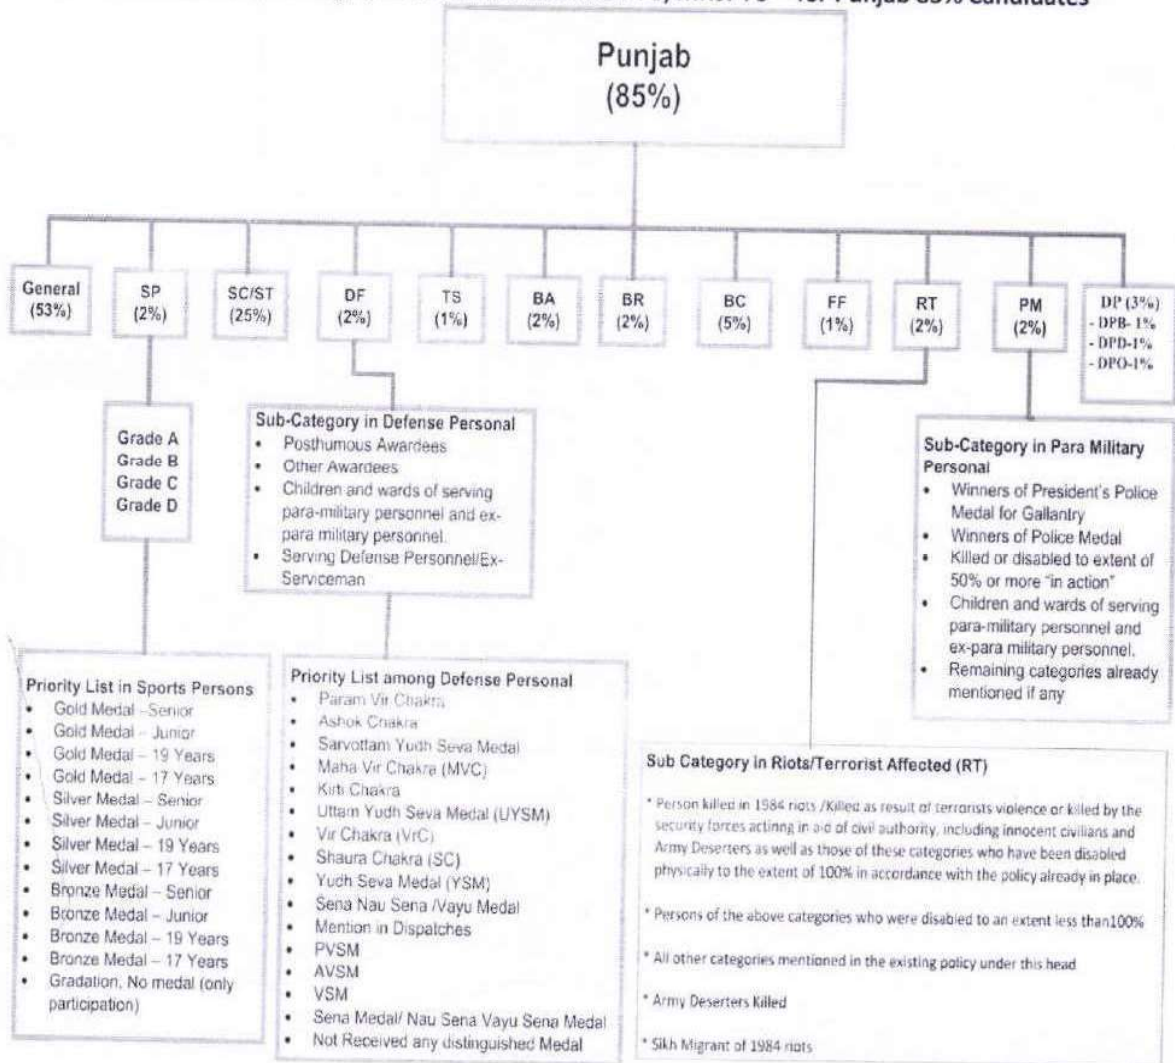 for Punjab 85% Candidates
Punjab
(85%)
General
(53%)
SP
(2%)
SC/ST
(25%)
DF
(2%)
TS
(1%)
BA
(2%)
BR
(2%)
BC
(5%)
FF
(1%)
RT
(2%)
PM
(2%)
DP (3%)
- DPB- 1%
- DPD-1%
- DPO-1%
Grade A
Grade B
Grade C
Grade D
Sub-Category in Defense Personal
• Posthumous Awardees
• Other Awardees
• Children and wards of serving
para-military personnel and ex-
para military personnel.
• Serving Defense Personnel/Ex-
Serviceman
Sub-Category in Para Military
Personal
• Winners of President's Police
Medal for Gallantry
• Winners of Police Medal
• Killed or disabled to extent of
50% or more "in action"
• Children and wards of serving
para-military personnel and
ex-para military personnel.
• Remaining categories already
mentioned if any
Priority List in Sports Persons
• Gold Medal –Senior
• Gold Medal – Junior
• Gold Medal – 19 Years
• Gold Medal – 17 Years
• Silver Medal – Senior
• Silver Medal – Junior
• Silver Medal – 19 Years
• Silver Medal – 17 Years
• Bronze Medal – Senior
• Bronze Medal – Junior
• Bronze Medal – 19 Years
• Bronze Medal – 17 Years
• Gradation, No medal (only
participation)
Priority List among Defense Personal
• Param Vir Chakra
• Ashok Chakra
• Sarvottam Yudh Seva Medal
• Maha Vir Chakra (MVC)
• Kirti Chakra
• Uttam Yudh Seva Medal (UYSM)
• Vir Chakra (VrC)
• Shaura Chakra (SC)
• Yudh Seva Medal (YSM)
• Sena Nau Sena /Vayu Medal
• Mention in Dispatches
• PVSM
• AVSM
• VSM
• Sena Medal/ Nau Sena Vayu Sena Medal
• Not Received any distinguished Medal
Sub Category in Riots/Terrorist Affected (RT)
* Person killed in 1984 riots /Killed as result of terrorists violence or killed by the
security forces actinng in aid of civil authority, including innocent civilians and
Army Deserters as well as those of these categories who have been disabled
physically to the extent of 100% in accordance with the policy already in place.
* Persons of the above categories who were disabled to an extent less than100%
* All other categories mentioned in the existing policy under this head
* Army Deserters Killed
* Sikh Migrant of 1984 riots